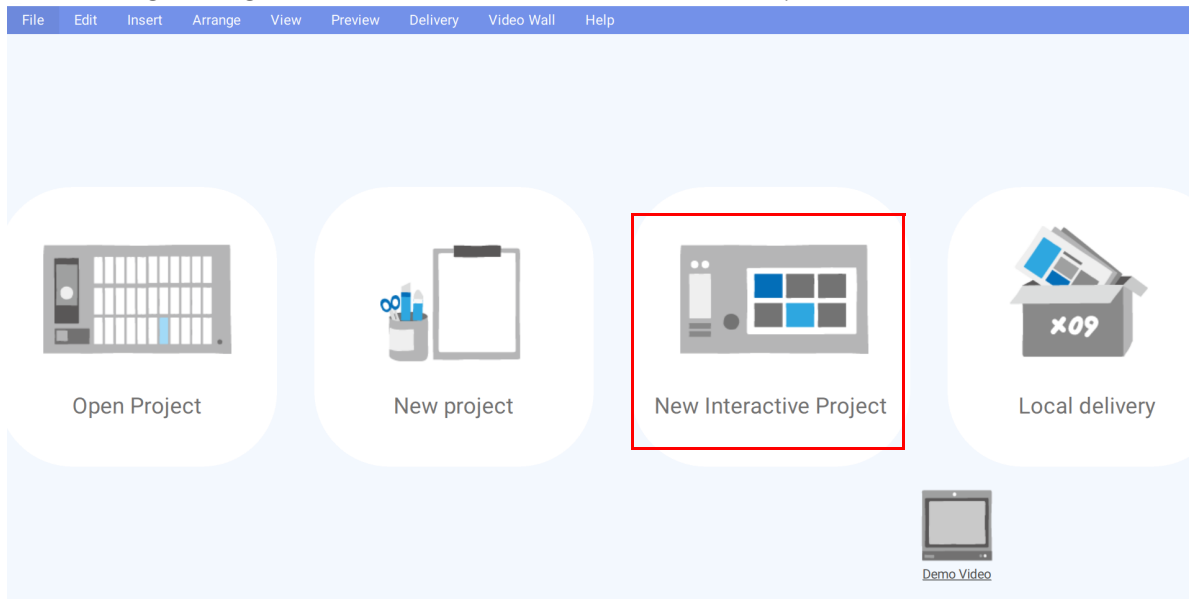 File Edit Insert Arrange View Preview Delivery Video Wall Help
x09
Open Project New project New Interactive Project Local delivery
Demo Video